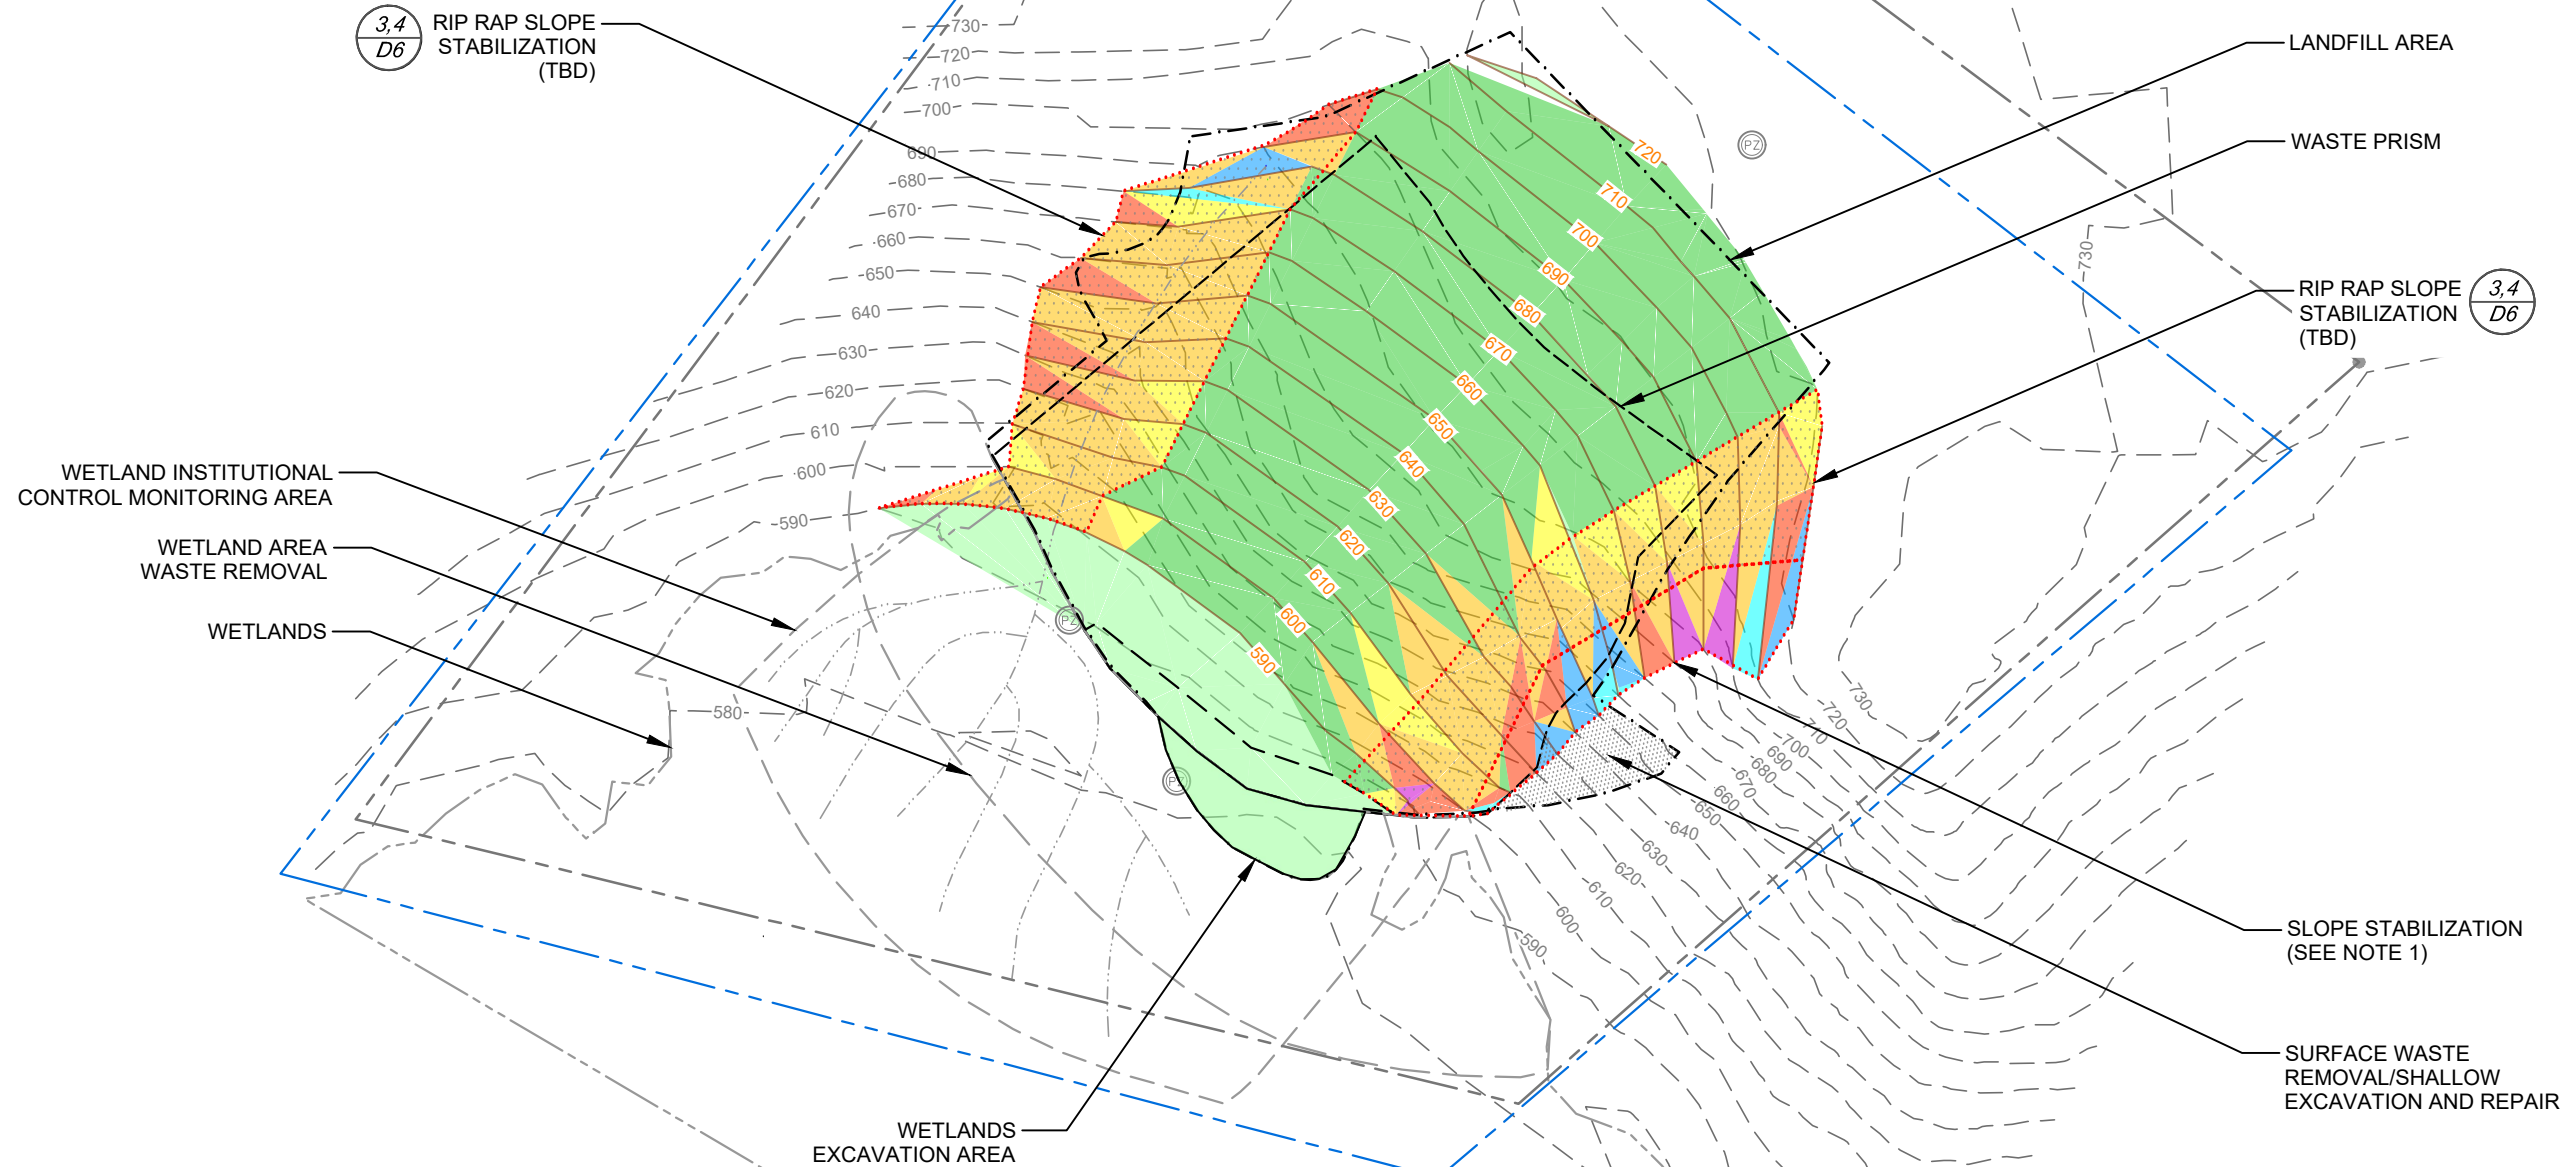 3,4
D6
RIP RAP SLOPE
STABILIZATION
(TBD)
LANDFILL AREA
WASTE PRISM
RIP RAP SLOPE
STABILIZATION
(TBD)
3,4
D6
WETLAND INSTITUTIONAL
CONTROL MONITORING AREA
WETLAND AREA
WASTE REMOVAL
WETLANDS
WETLANDS
EXCAVATION AREA
SLOPE STABILIZATION
(SEE NOTE 1)
SURFACE WASTE
REMOVAL/SHALLOW
EXCAVATION AND REPAIR
730
720
710
700
690
680
670
660
650
640
630
620
610
600
590
580
720
710
700
690
680
670
660
650
640
630
620
610
600
590
PZ
PZ
PZ
730
730
720
710
700
690
680
670
660
650
640
630
620
610
600
590